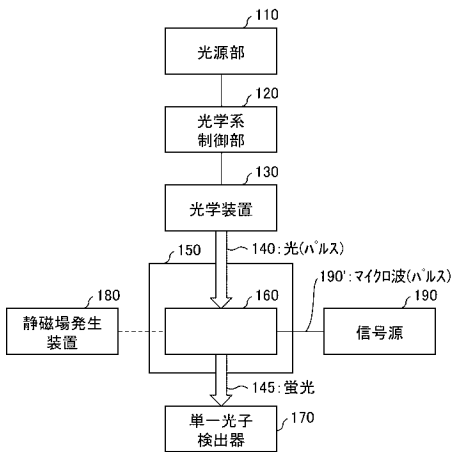 110
光源部
120
光学系
制御部
130
光学装置
150
140:光(パルス)
190':マイクロ波(パルス)
180
160
190
静磁場発生
装置
信号源
145:蛍光
単一光子
検出器
170